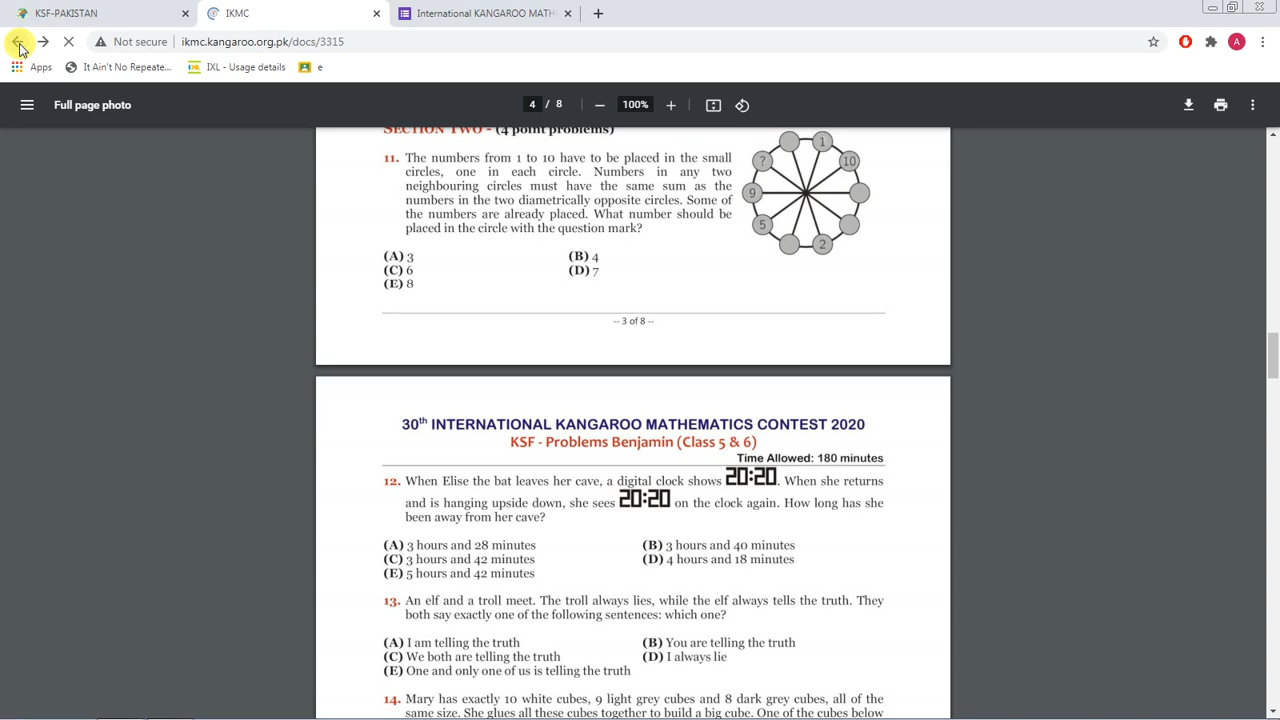 KSF-PAKISTAN
IKMC
International KANGAROO MATH
Not secure
ikmc.kangaroo.org.pk/docs/3315
A
Apps
It Ain't No Repeate...
IXL - Usage details
e
Full page photo
4 / 8
100%
SECTION TWO - (4 point problems)
11. The numbers from 1 to 10 have to be placed in the small
circles, one in each circle. Numbers in any two
neighbouring circles must have the same sum as the
numbers in the two diametrically opposite circles. Some of
the numbers are already placed. What number should be
placed in the circle with the question mark?
1
? 10
9
5
2
(A) 3 (B) 4
(C) 6 (D) 7
(E) 8
-- 3 of 8 --
30th INTERNATIONAL KANGAROO MATHEMATICS CONTEST 2020
KSF - Problems Benjamin (Class 5 & 6)
Time Allowed: 180 minutes
12. When Elise the bat leaves her cave, a digital clock shows 20:20. When she returns
and is hanging upside down, she sees 20:20 on the clock again. How long has she
been away from her cave?
(A) 3 hours and 28 minutes (B) 3 hours and 40 minutes
(C) 3 hours and 42 minutes (D) 4 hours and 18 minutes
(E) 5 hours and 42 minutes
13. An elf and a troll meet. The troll always lies, while the elf always tells the truth. They
both say exactly one of the following sentences: which one?
(A) I am telling the truth (B) You are telling the truth
(C) We both are telling the truth (D) I always lie
(E) One and only one of us is telling the truth
14. Mary has exactly 10 white cubes, 9 light grey cubes and 8 dark grey cubes, all of the
same size. She glues all these cubes together to build a big cube. One of the cubes below